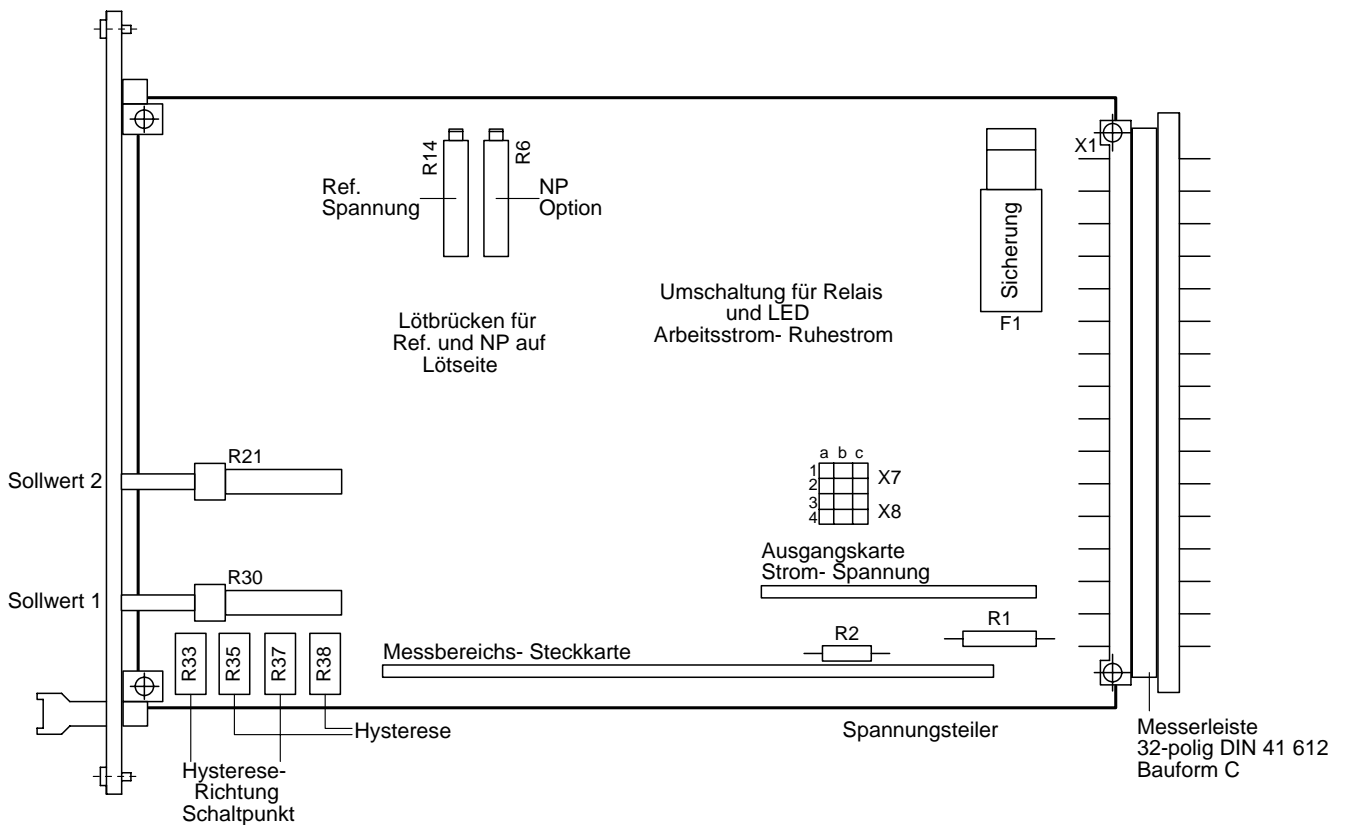 X1
R14
R6
Ref.
Spannung
NP
Option
Sicherung
F1
Umschaltung für Relais
und LED
Arbeitsstrom- Ruhestrom
Lötbrücken für
Ref. und NP auf
Lötseite
Sollwert 2
R21
a b c
1
2
3
4
X7
X8
Ausgangskarte
Strom- Spannung
Sollwert 1
R30
R33
R35
R37
R38
Messbereichs- Steckkarte
R2
R1
Hysterese
Spannungsteiler
Hysterese-
Richtung
Schaltpunkt
Messerleiste
32-polig DIN 41 612
Bauform C